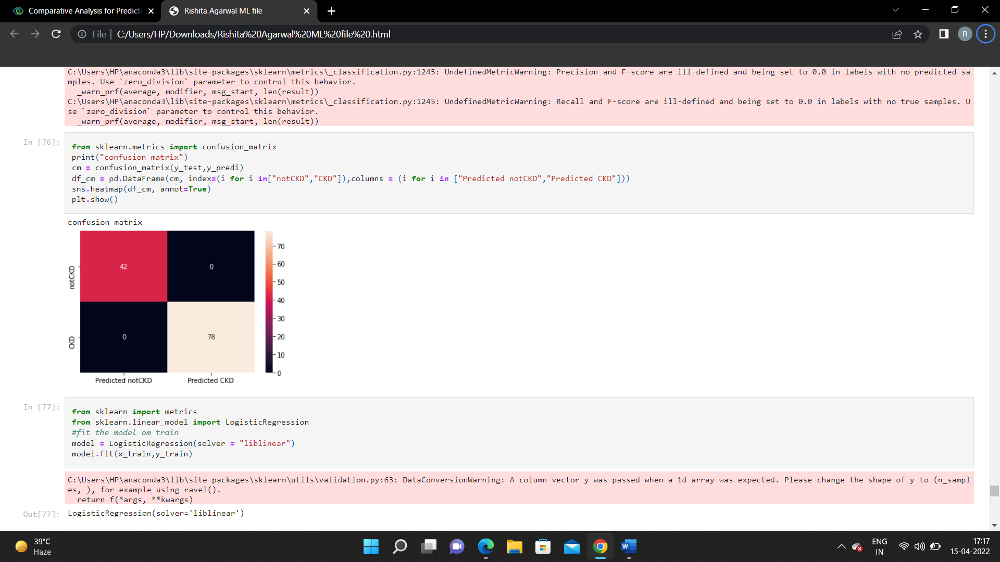 Comparative Analysis for Predicti
Rishita Agarwal ML file
File
C:/Users/HP/Downloads/Rishita%20Agarwal%20ML%20file%20.html
R
C:\Users\HP\anaconda3\lib\site-packages\sklearn\metrics\_classification.py:1245: UndefinedMetricWarning: Precision and F-score are ill-defined and being set to 0.0 in labels with no predicted sa
mples. Use `zero_division` parameter to control this behavior.
_warn_prf(average, modifier, msg_start, len(result))
C:\Users\HP\anaconda3\lib\site-packages\sklearn\metrics\_classification.py:1245: UndefinedMetricWarning: Recall and F-score are ill-defined and being set to 0.0 in labels with no true samples. U
se `zero_division` parameter to control this behavior.
_warn_prf(average, modifier, msg_start, len(result))
In [76]:
from sklearn.metrics import confusion_matrix
print("confusion matrix")
cm = confusion_matrix(y_test,y_predi)
df_cm = pd.DataFrame(cm, index=(i for i in["notCKD","CKD"]),columns = (i for i in ["Predicted notCKD","Predicted CKD"]))
sns.heatmap(df_cm, annot=True)
plt.show()
confusion matrix
notCKD
42
0
CKD
0
78
Predicted notCKD
Predicted CKD
70
60
50
40
30
20
10
0
In [77]:
from sklearn import metrics
from sklearn.linear_model import LogisticRegression
#fit the model om train
model = LogisticRegression(solver = "liblinear")
model.fit(x_train,y_train)
C:\Users\HP\anaconda3\lib\site-packages\sklearn\utils\validation.py:63: DataConversionWarning: A column-vector y was passed when a 1d array was expected. Please change the shape of y to (n_sampl
es, ), for example using ravel().
return f(*args, **kwargs)
Out[77]:
LogisticRegression(solver='liblinear')
39°C
Haze
W
ENG
IN
17:17
15-04-2022